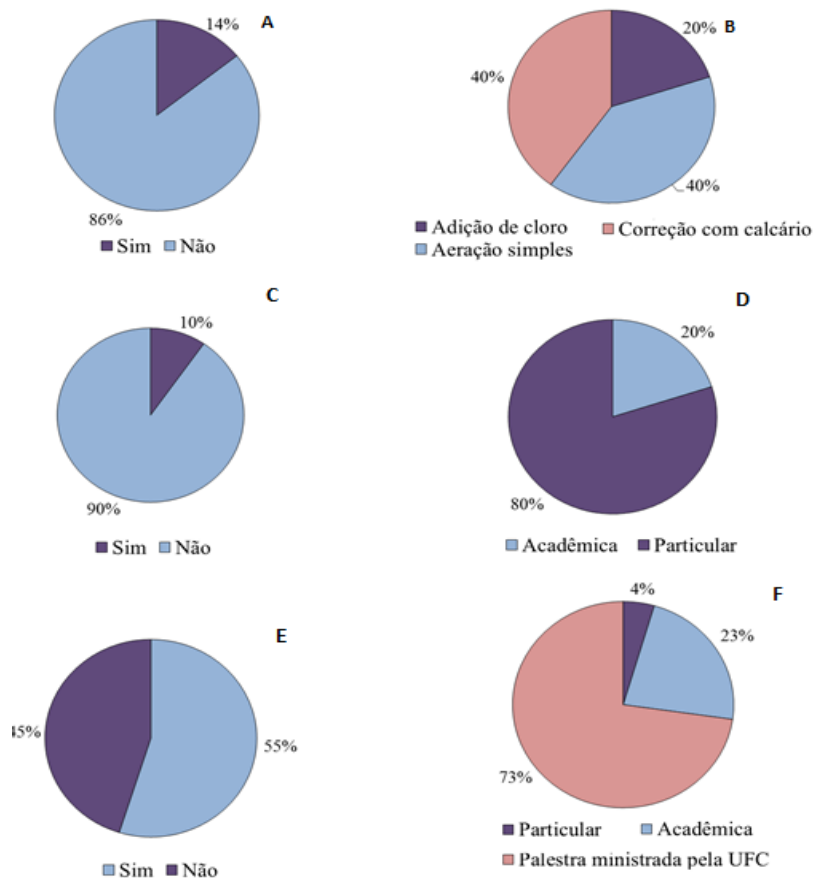 14%
A
86%
Sim Não
20%
B
40%
40%
Adição de cloro Correção com calcário
Aeração simples
C
10%
90%
Sim Não
D
20%
80%
Acadêmica Particular
E
45%
55%
Sim Não
4%
F
23%
73%
Particular Acadêmica
Palestra ministrada pela UFC